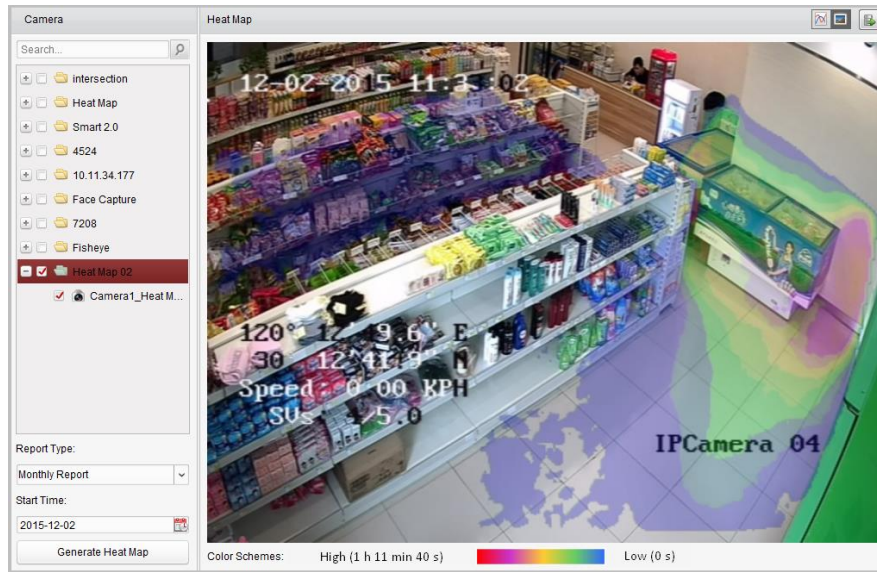 Camera
Heat Map
Search...
intersection
Heat Map
Smart 2.0
4524
10.11.34.177
Face Capture
7208
Fisheye
Heat Map 02
Camera1_Heat M...
Report Type:
Monthly Report
Start Time:
2015-12-02
Generate Heat Map
12-02-2015 11:3 :02
120° 12'49.6" E
30 12'41.9" N
Speed: 0.00 KPH
SVs /5.0
IPCamera 04
Color Schemes: High (1 h 11 min 40 s) Low (0 s)